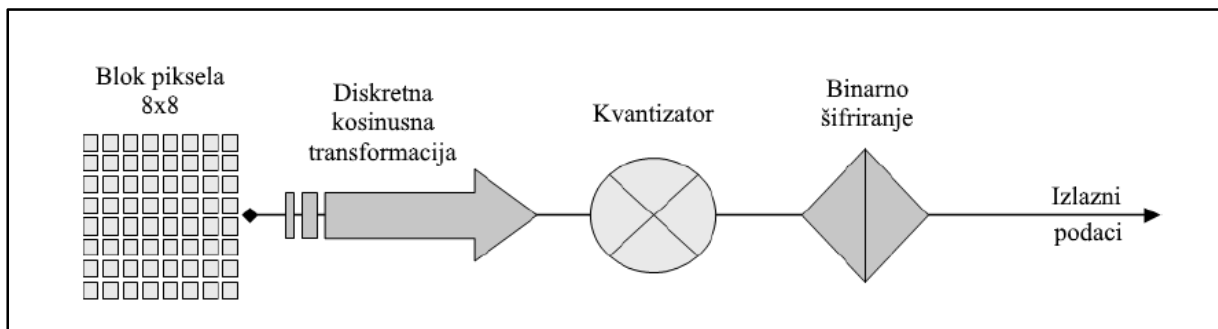 Blok piksela
8x8
Diskretna
kosinusna
transformacija
Kvantizator
Binarno
šifriranje
Izlazni
podaci